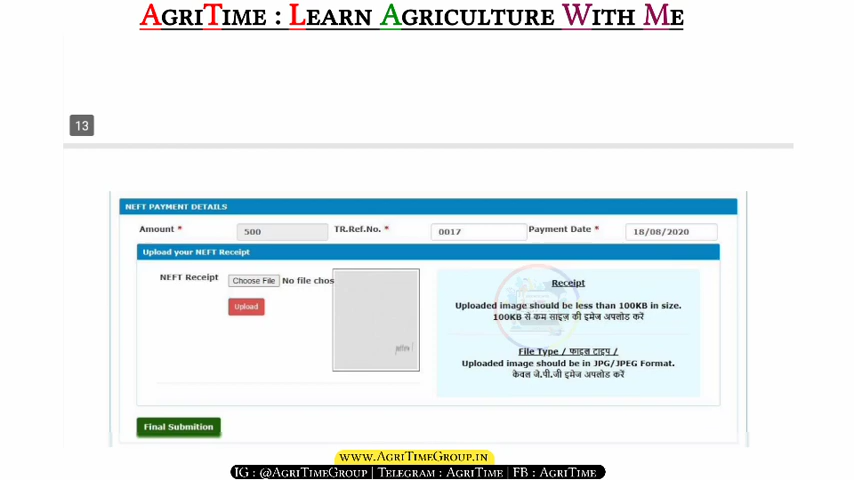 AgriTime : Learn Agriculture With Me
13
NEFT PAYMENT DETAILS
Amount * 500 TR.Ref.No. * 0017 Payment Date * 18/08/2020
Upload your NEFT Receipt
NEFT Receipt Choose File No file chos
Upload
Receipt
Uploaded image should be less than 100KB in size.
100KB से कम साइज़ की इमेज अपलोड करें
File Type / फाइल टाइप /
Uploaded image should be in JPG/JPEG Format.
केवल जे.पी.जी इमेज अपलोड करें
Final Submition
www.AgriTimeGroup.in
IG : @AgriTimeGroup | Telegram : AgriTime | FB : AgriTime